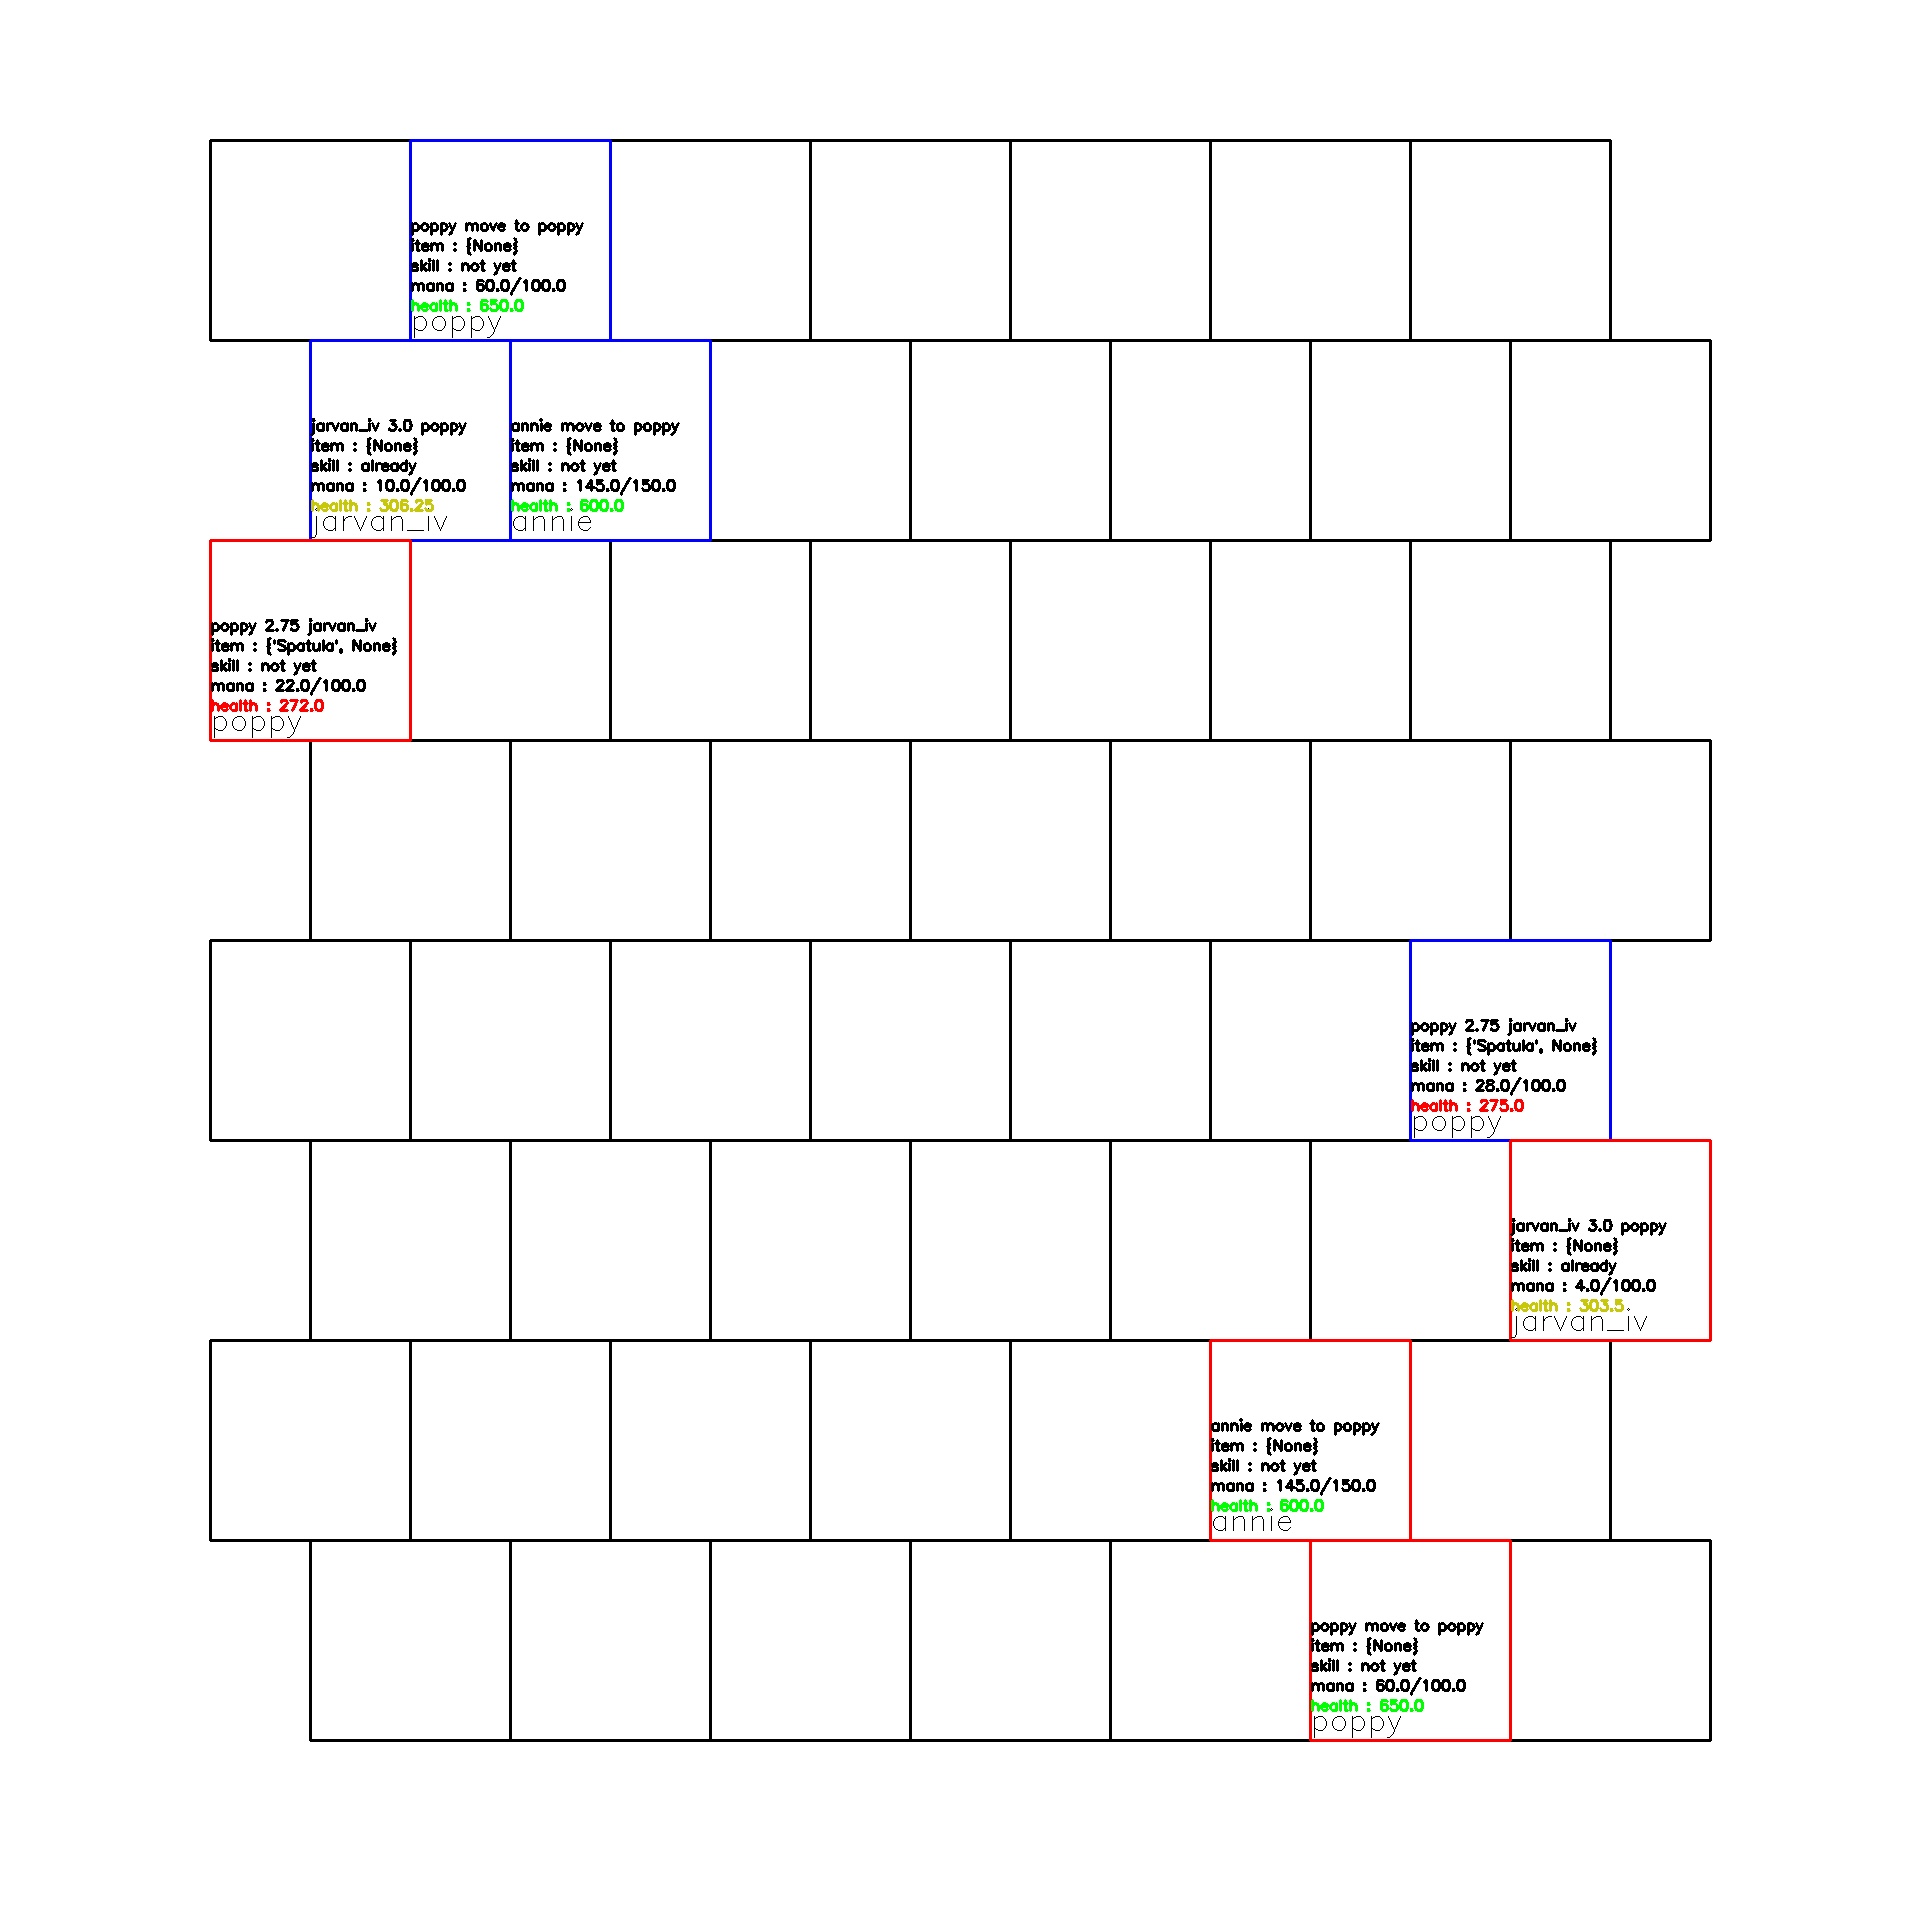 poppy move to poppy
item : {None}
skill : not yet
mana : 60.0/100.0
health : 650.0
poppy
jarvan_iv 3.0 poppy
item : {None}
skill : already
mana : 10.0/100.0
health : 306.25
jarvan_iv
annie move to poppy
item : {None}
skill : not yet
mana : 145.0/150.0
health : 600.0
annie
poppy 2.75 jarvan_iv
item : {'Spatula', None}
skill : not yet
mana : 22.0/100.0
health : 272.0
poppy
poppy 2.75 jarvan_iv
item : {'Spatula', None}
skill : not yet
mana : 28.0/100.0
health : 275.0
poppy
jarvan_iv 3.0 poppy
item : {None}
skill : already
mana : 4.0/100.0
health : 303.5
jarvan_iv
annie move to poppy
item : {None}
skill : not yet
mana : 145.0/150.0
health : 600.0
annie
poppy move to poppy
item : {None}
skill : not yet
mana : 60.0/100.0
health : 650.0
poppy